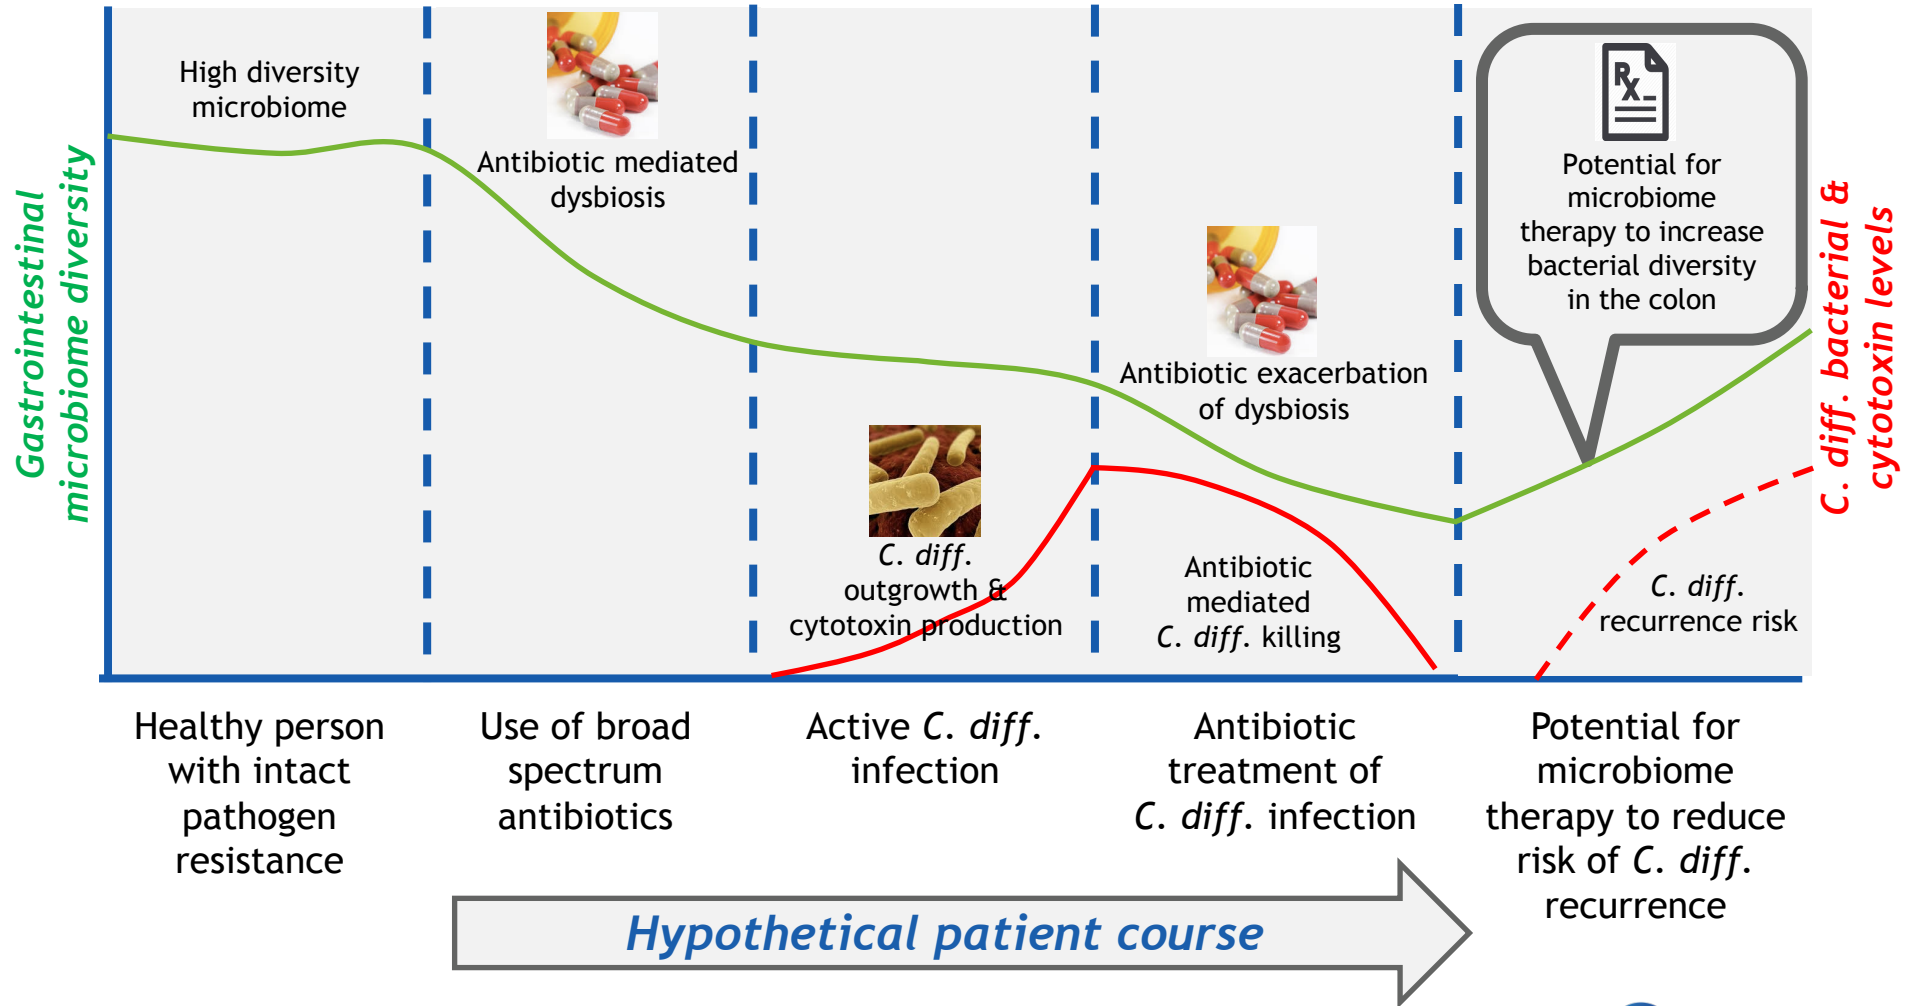 Gastrointestinal
microbiome diversity
High diversity
microbiome
Antibiotic mediated
dysbiosis
C. diff.
outgrowth &
cytotoxin production
Antibiotic exacerbation
of dysbiosis
Antibiotic
mediated
C. diff. killing
Rx
Potential for
microbiome
therapy to increase
bacterial diversity
in the colon
C. diff.
recurrence risk
C. diff. bacterial &
cytotoxin levels
Healthy person
with intact
pathogen
resistance
Use of broad
spectrum
antibiotics
Active C. diff.
infection
Antibiotic
treatment of
C. diff. infection
Potential for
microbiome
therapy to reduce
risk of C. diff.
recurrence
Hypothetical patient course